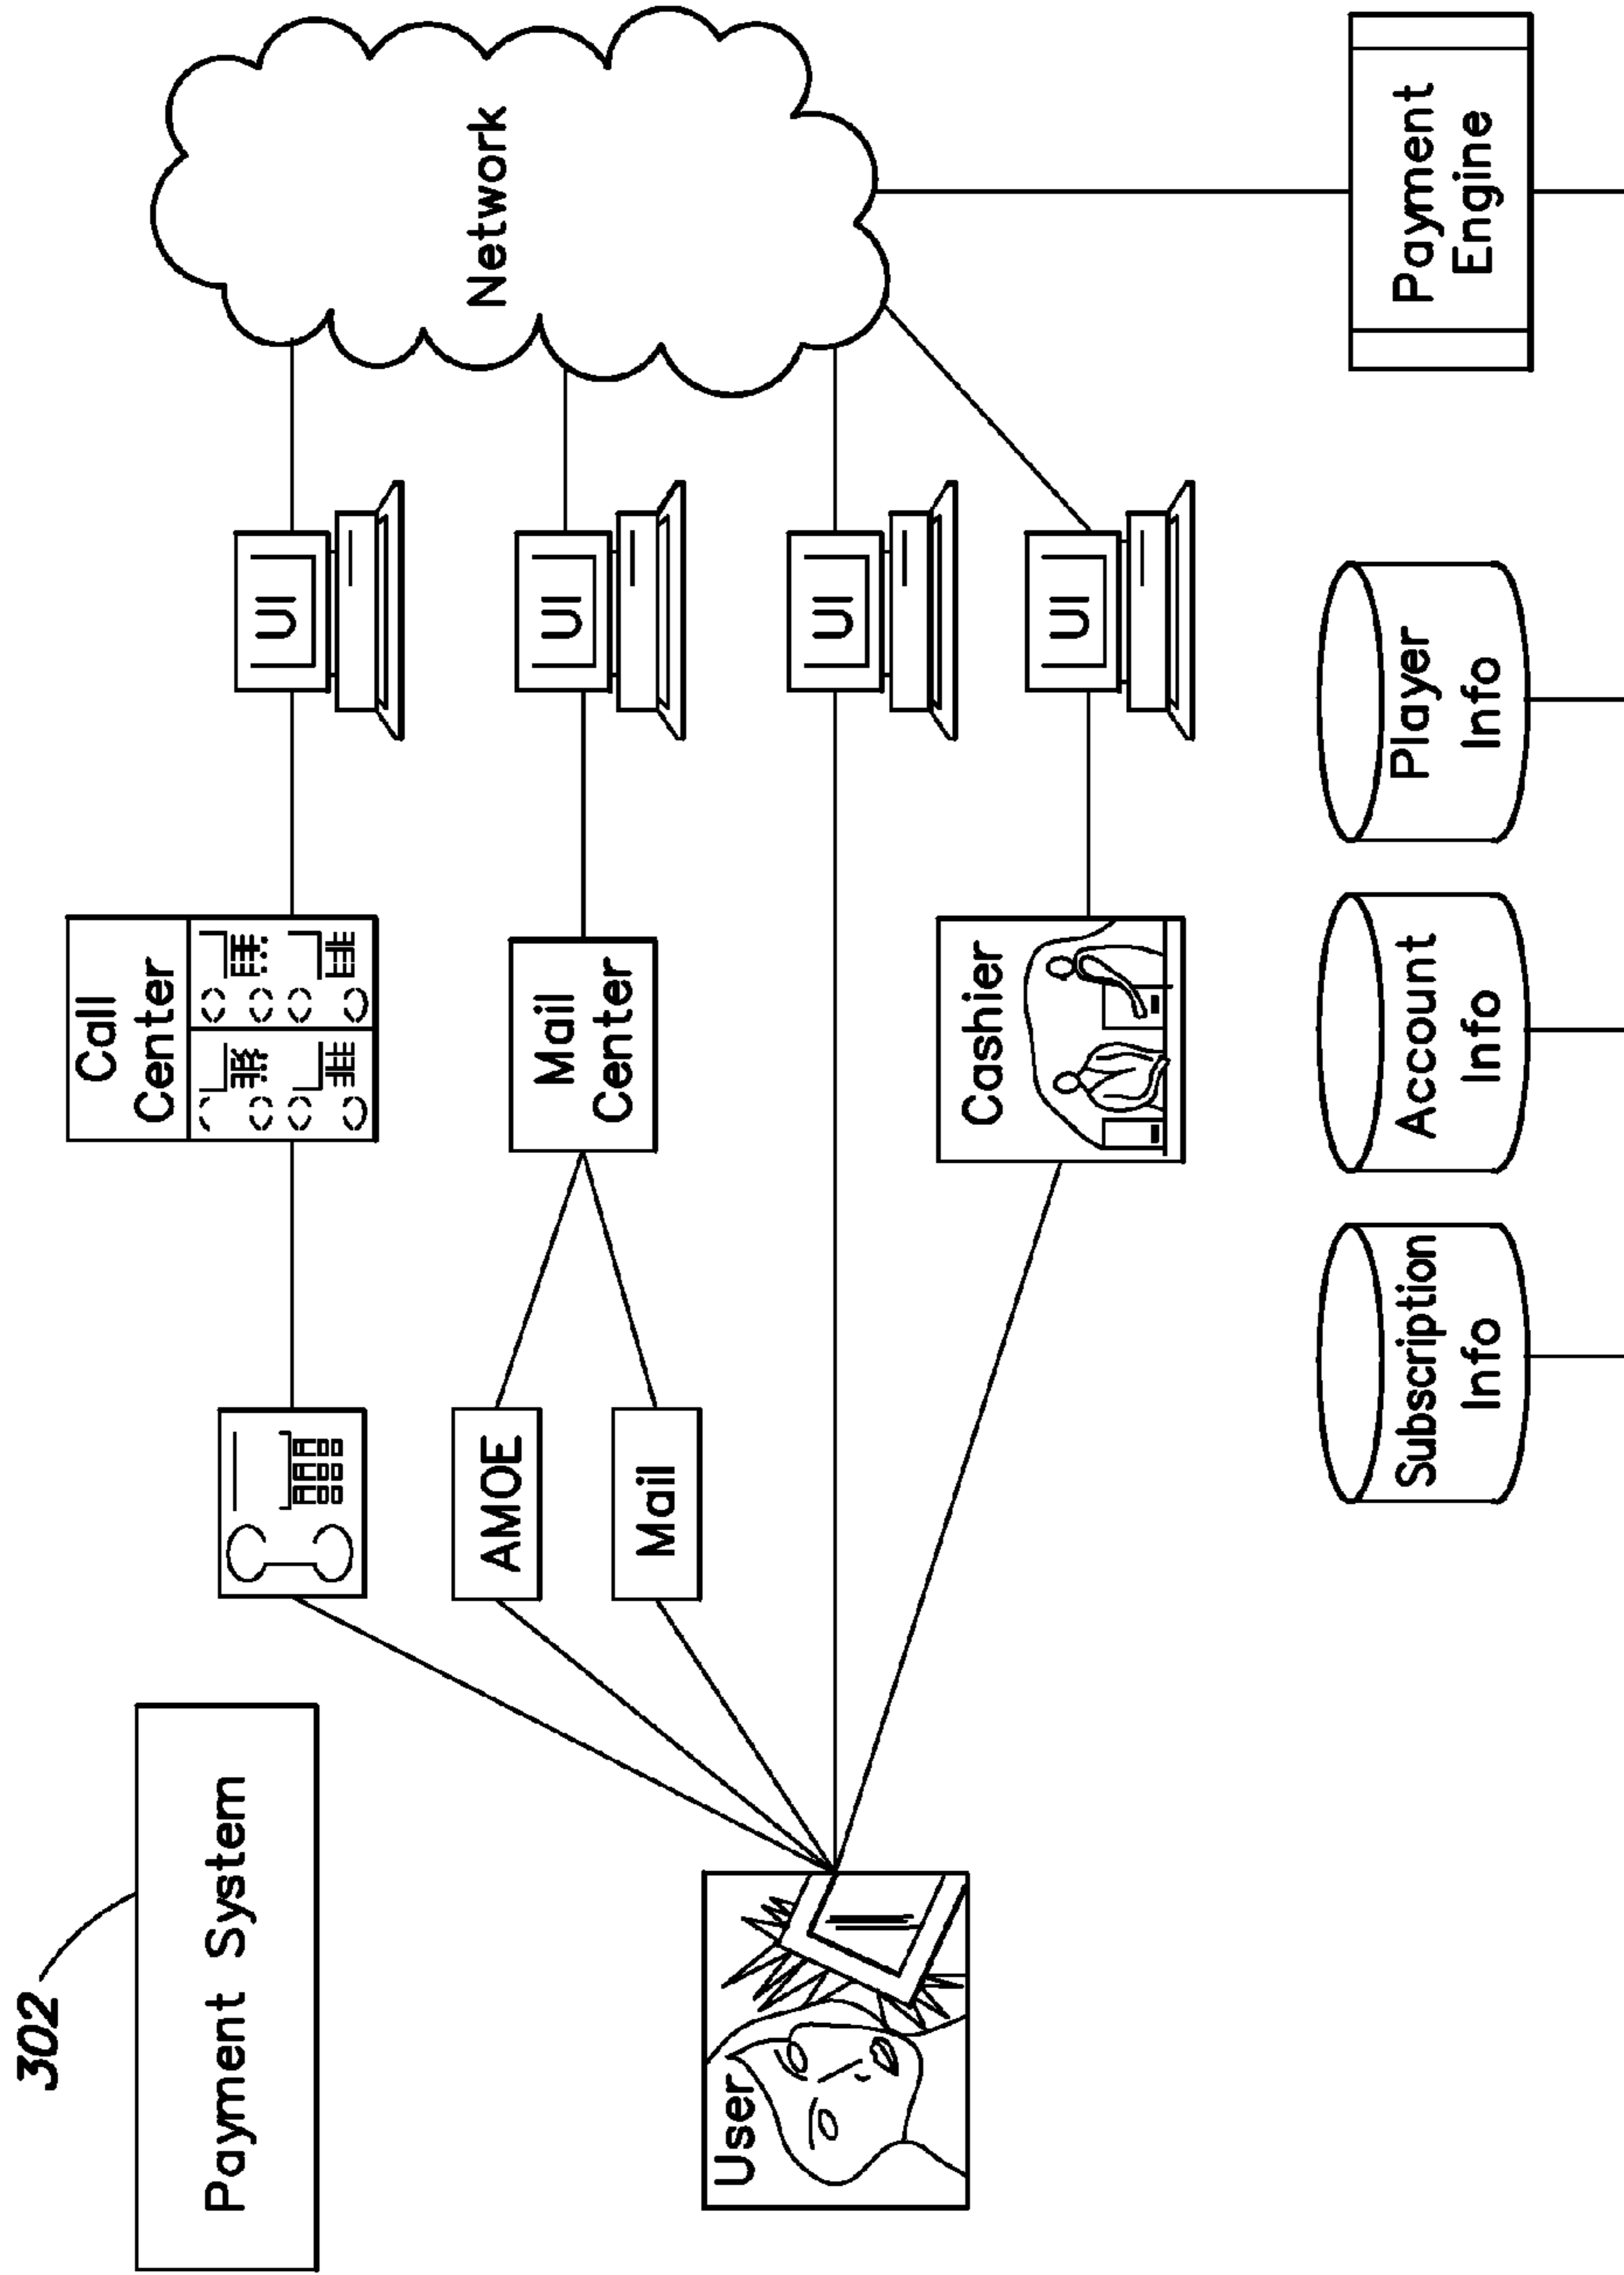 302
Payment System
User
AMOE
Mail
Call
Center
Mail
Center
Cashier
UI
UI
UI
UI
Network
Subscription
Info
Account
Info
Player
Info
Payment
Engine